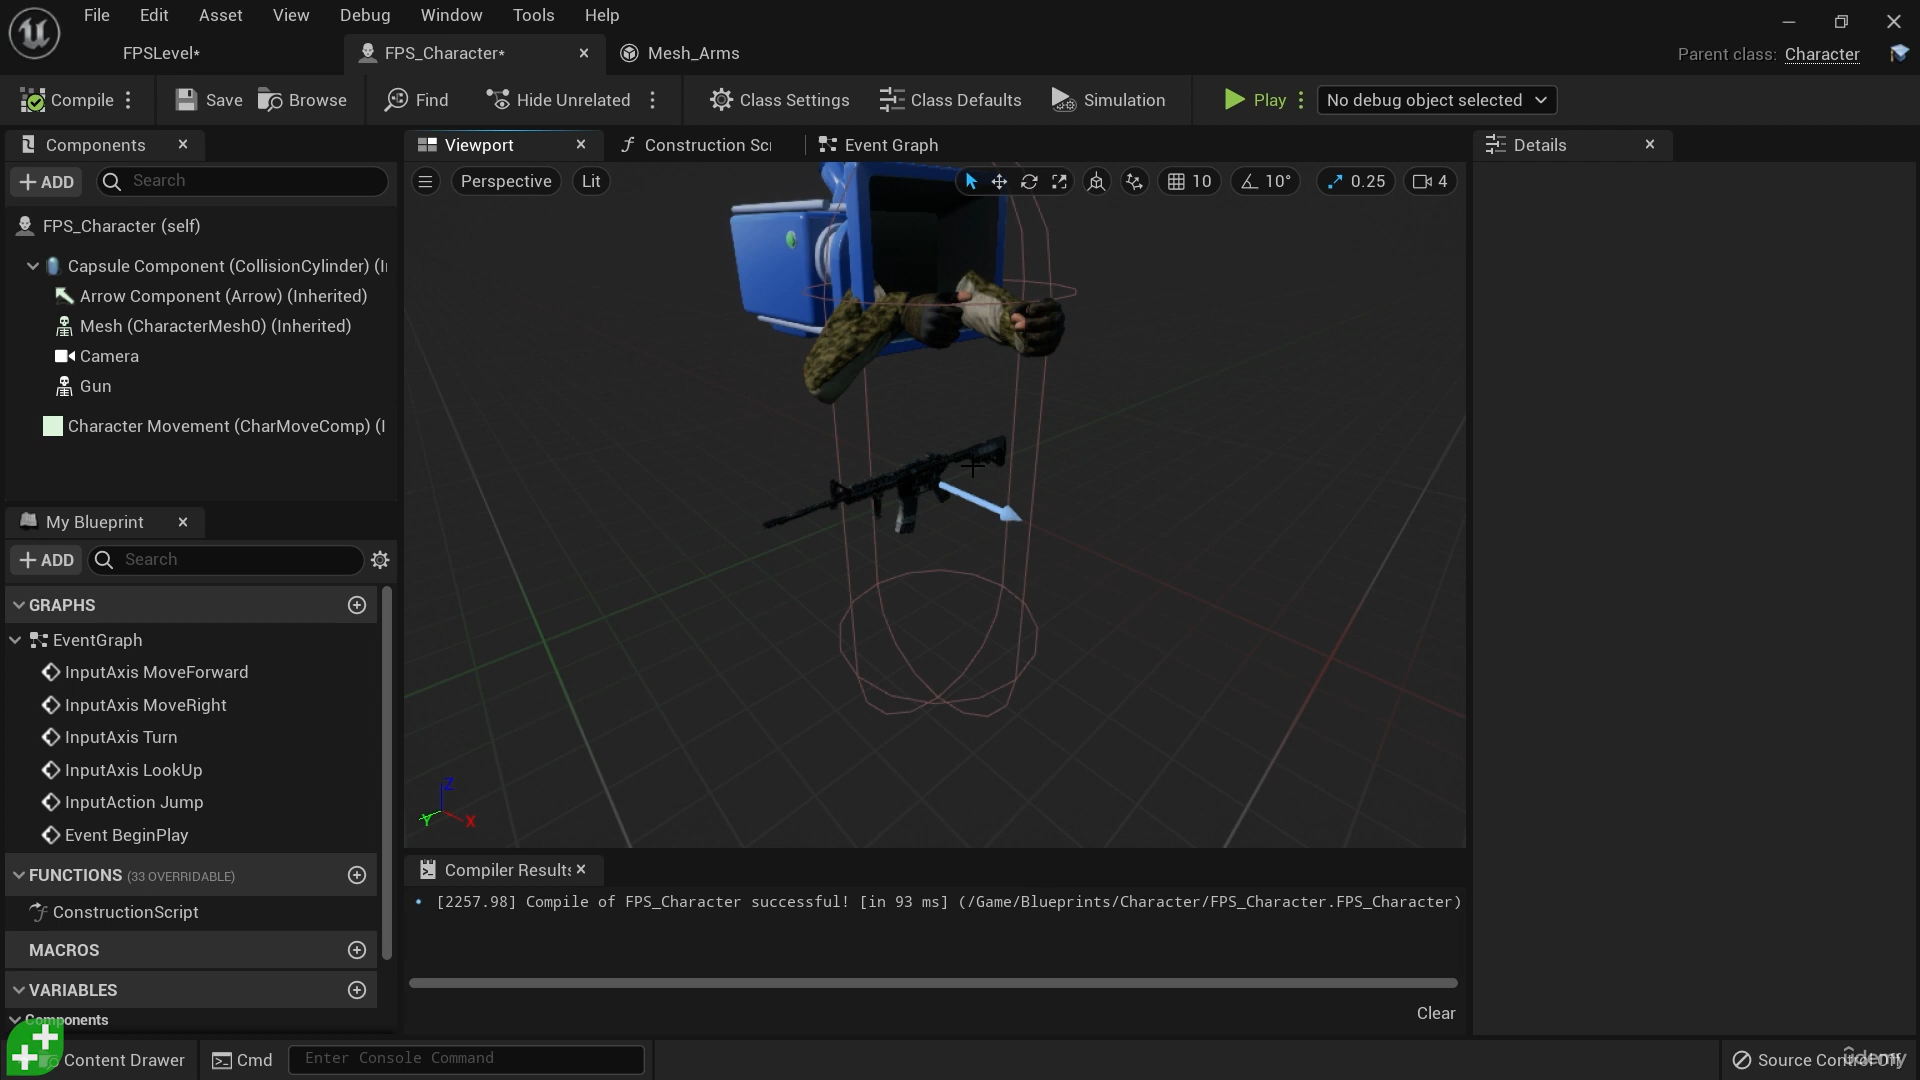 File Edit Asset View Debug Window Tools Help
FPSLevel* FPS_Character* Mesh_Arms Parent class: Character
Compile Save Browse Find Hide Unrelated Class Settings Class Defaults Simulation Play No debug object selected
Components Viewport Construction Scr Event Graph Details
ADD Search Perspective Lit 10 10° 0.25 4
FPS_Character (self)
Capsule Component (CollisionCylinder) (I
Arrow Component (Arrow) (Inherited)
Mesh (CharacterMesh0) (Inherited)
Camera
Gun
Character Movement (CharMoveComp) (I
My Blueprint
ADD Search
GRAPHS
EventGraph
InputAxis MoveForward
InputAxis MoveRight
InputAxis Turn
InputAxis LookUp
Z
Y X
InputAction Jump
Event BeginPlay
Compiler Results
FUNCTIONS (33 OVERRIDABLE)
[2257.98] Compile of FPS_Character successful! [in 93 ms] (/Game/Blueprints/Character/FPS_Character.FPS_Character)
ConstructionScript
MACROS
VARIABLES
Clear
Components
Content Drawer Cmd Enter Console Command Source Control Off
udemy